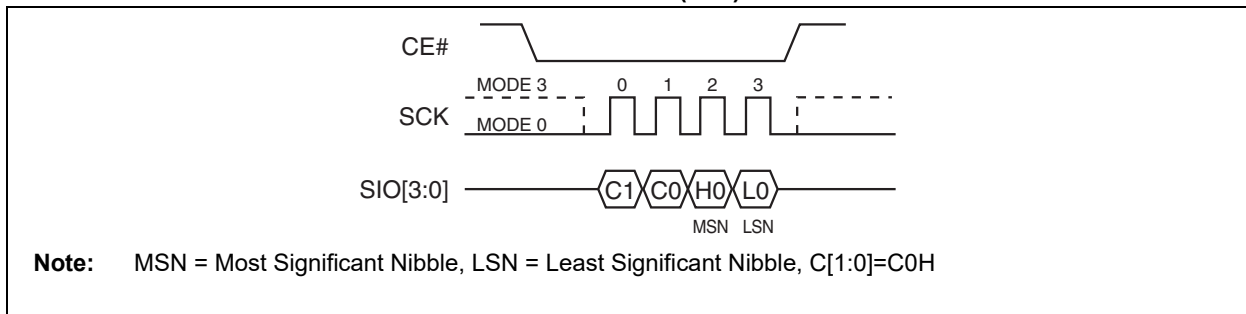 CE#
MODE 3 0 1 2 3
SCK
MODE 0
SIO[3:0] C1 C0 H0 L0
MSN LSN
Note: MSN = Most Significant Nibble, LSN = Least Significant Nibble, C[1:0]=C0H